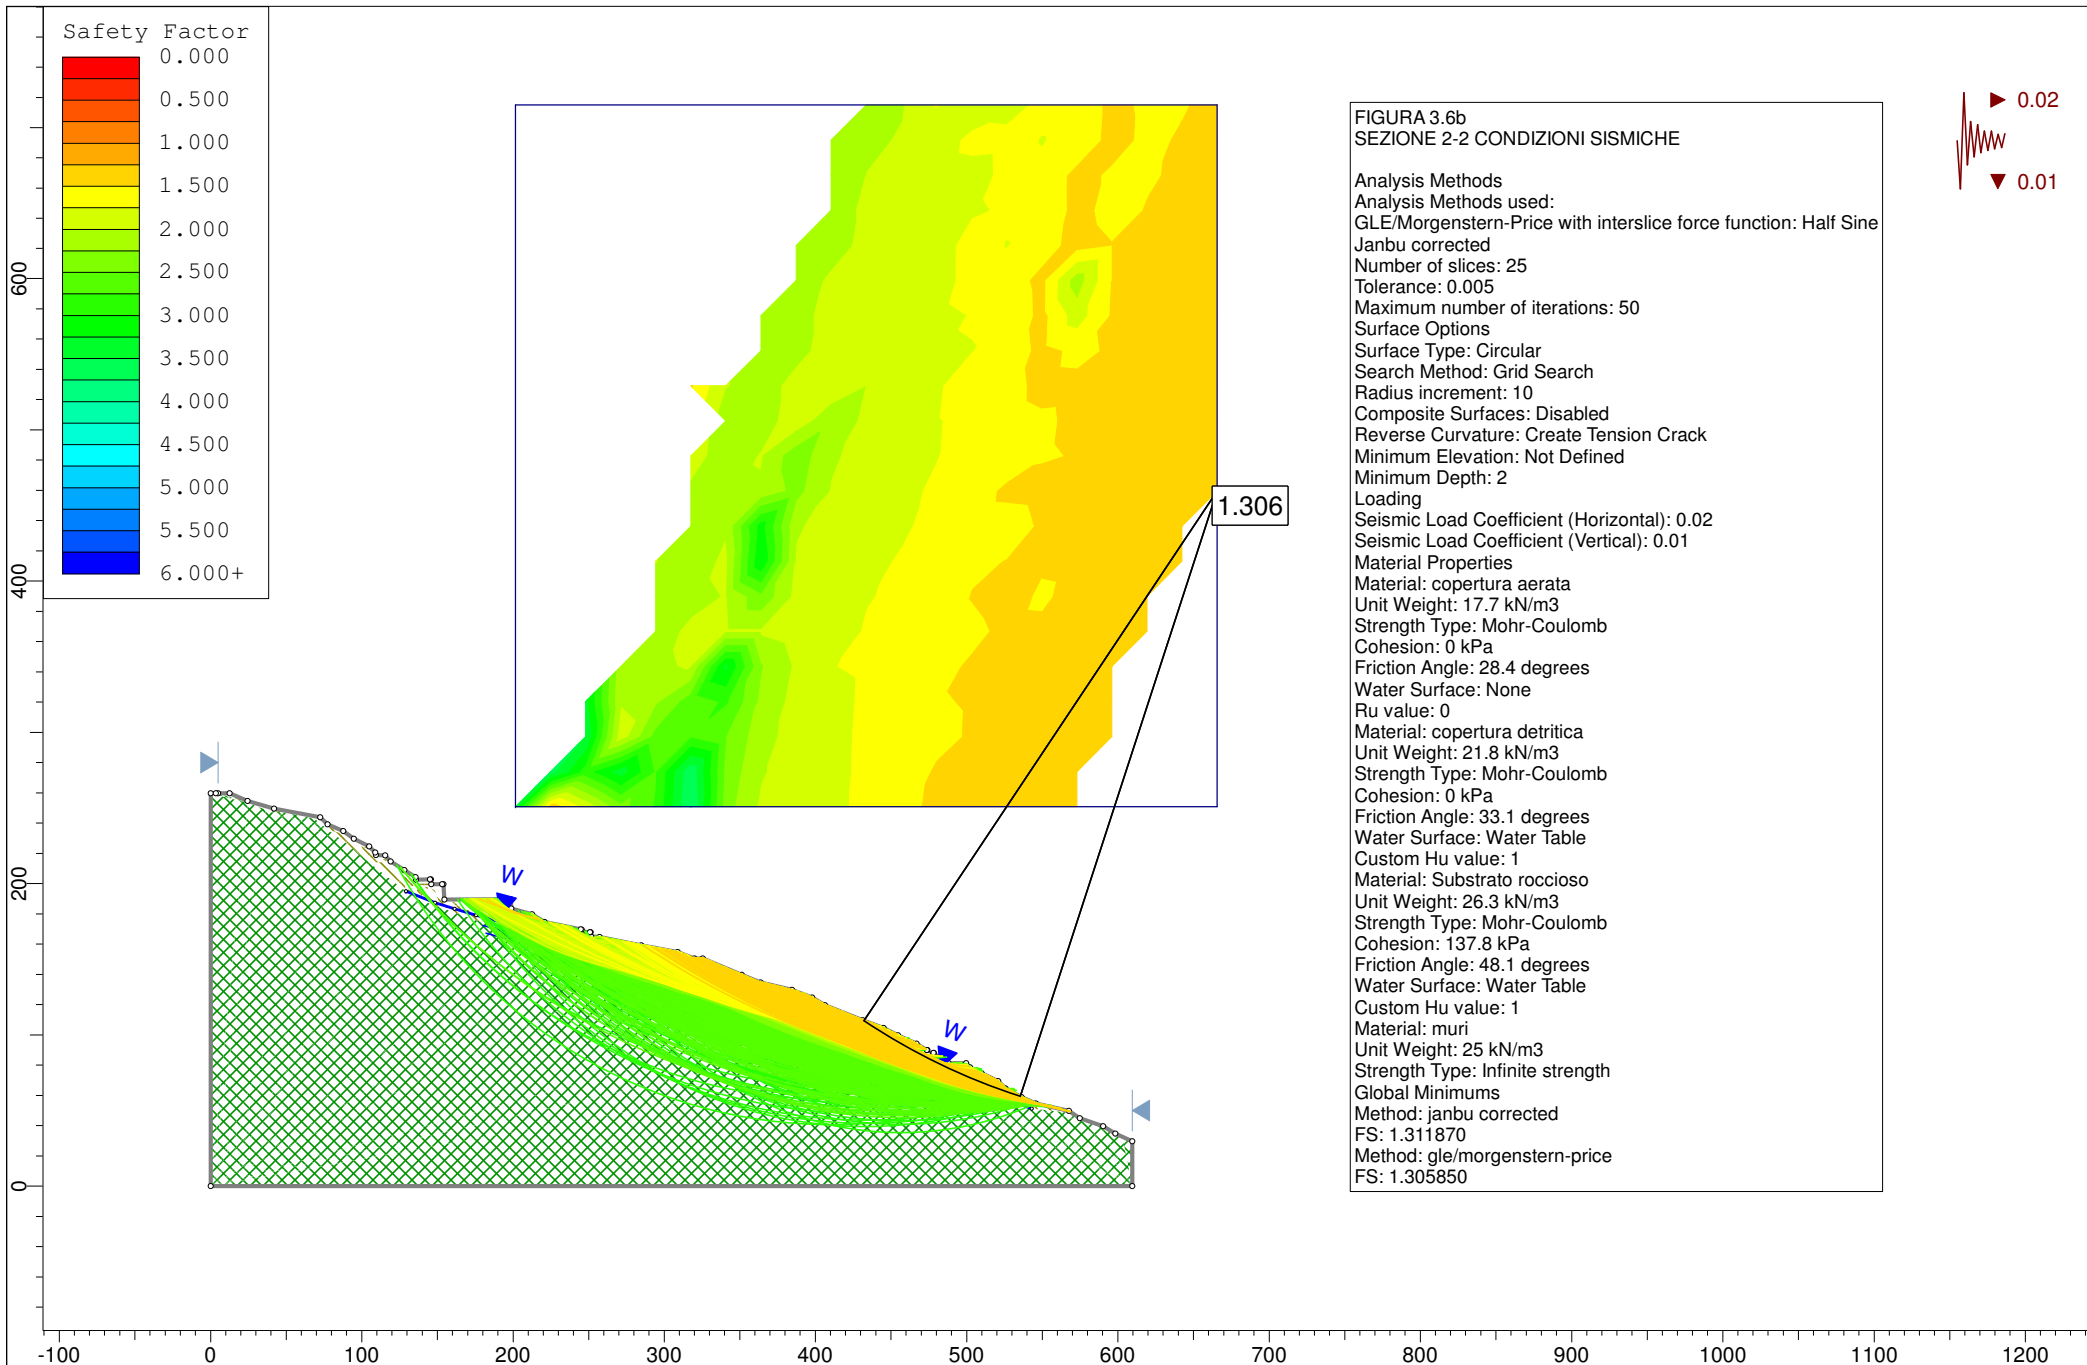 Safety Factor
0.000
0.500
1.000
1.500
2.000
2.500
3.000
3.500
4.000
4.500
5.000
5.500
6.000+
600
400
200
0
W
W
1.306
FIGURA 3.6b
SEZIONE 2-2 CONDIZIONI SISMICHE
Analysis Methods
Analysis Methods used:
GLE/Morgenstern-Price with interslice force function: Half Sine
Janbu corrected
Number of slices: 25
Tolerance: 0.005
Maximum number of iterations: 50
Surface Options
Surface Type: Circular
Search Method: Grid Search
Radius increment: 10
Composite Surfaces: Disabled
Reverse Curvature: Create Tension Crack
Minimum Elevation: Not Defined
Minimum Depth: 2
Loading
Seismic Load Coefficient (Horizontal): 0.02
Seismic Load Coefficient (Vertical): 0.01
Material Properties
Material: copertura aerata
Unit Weight: 17.7 kN/m3
Strength Type: Mohr-Coulomb
Cohesion: 0 kPa
Friction Angle: 28.4 degrees
Water Surface: None
Ru value: 0
Material: copertura detritica
Unit Weight: 21.8 kN/m3
Strength Type: Mohr-Coulomb
Cohesion: 0 kPa
Friction Angle: 33.1 degrees
Water Surface: Water Table
Custom Hu value: 1
Material: Substrato roccioso
Unit Weight: 26.3 kN/m3
Strength Type: Mohr-Coulomb
Cohesion: 137.8 kPa
Friction Angle: 48.1 degrees
Water Surface: Water Table
Custom Hu value: 1
Material: muri
Unit Weight: 25 kN/m3
Strength Type: Infinite strength
Global Minimums
Method: janbu corrected
FS: 1.311870
Method: gle/morgenstern-price
FS: 1.305850
0.02
0.01
-100 0 100 200 300 400 500 600 700 800 900 1000 1100 1200